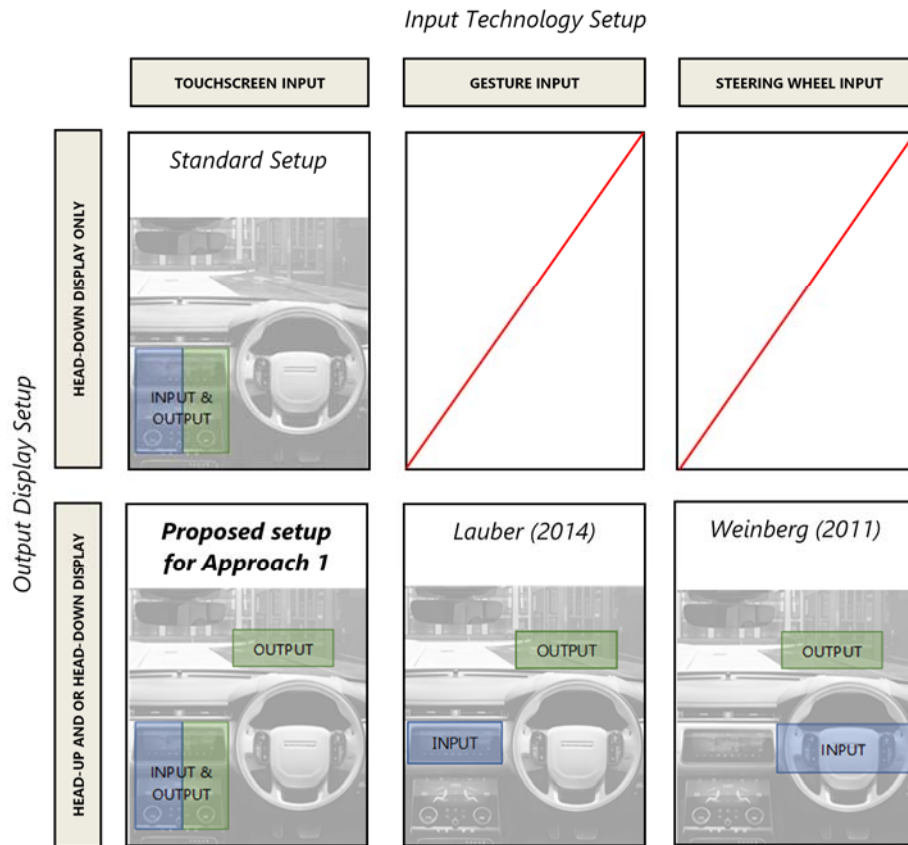 Input Technology Setup
TOUCHSCREEN INPUT
GESTURE INPUT
STEERING WHEEL INPUT
Output Display Setup
HEAD-DOWN DISPLAY ONLY
Standard Setup
INPUT &
OUTPUT
HEAD-UP AND OR HEAD-DOWN DISPLAY
Proposed setup
for Approach 1
OUTPUT
INPUT &
OUTPUT
Lauber (2014)
OUTPUT
INPUT
Weinberg (2011)
OUTPUT
INPUT